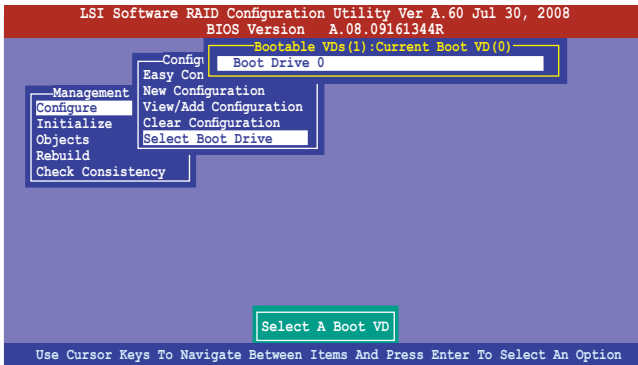 LSI Software RAID Configuration Utility Ver A.60 Jul 30, 2008
BIOS Version A.08.09161344R
Bootable VDs(1):Current Boot VD(0)
Boot Drive 0
Easy Con
New Configuration
View/Add Configuration
Clear Configuration
Select Boot Drive
Management
Configure
Initialize
Objects
Rebuild
Check Consistency
Select A Boot VD
Use Cursor Keys To Navigate Between Items And Press Enter To Select An Option